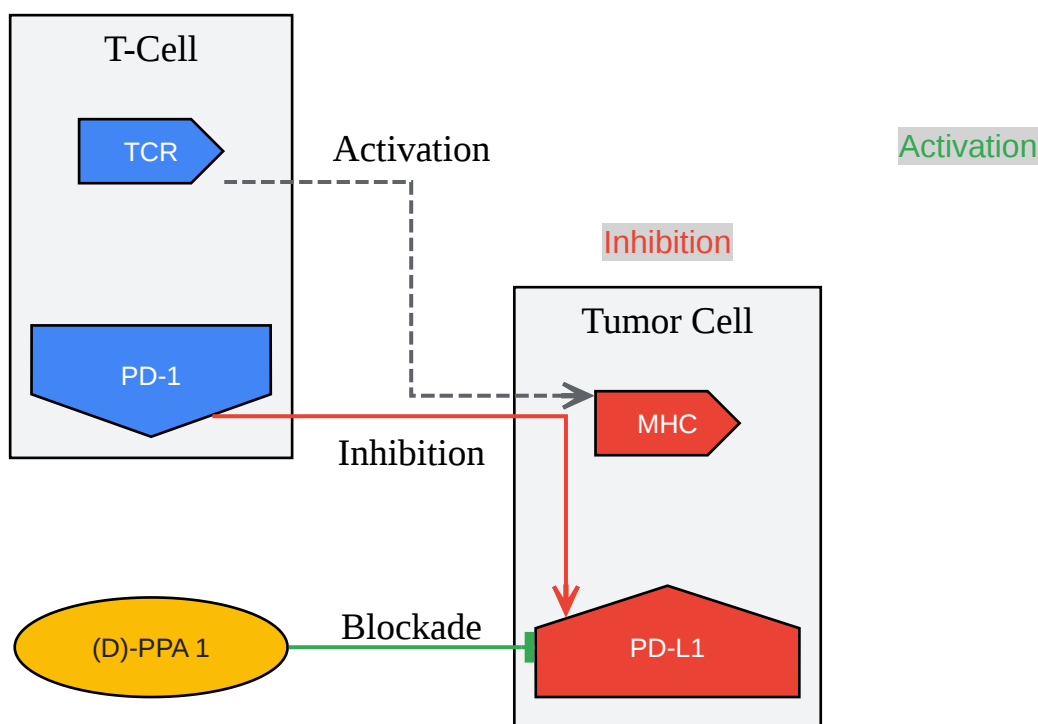 T-Cell
TCR
Activation
Activation
Inhibition
Tumor Cell
PD-1
MHC
Inhibition
Blockade
(D)-PPA 1
PD-L1